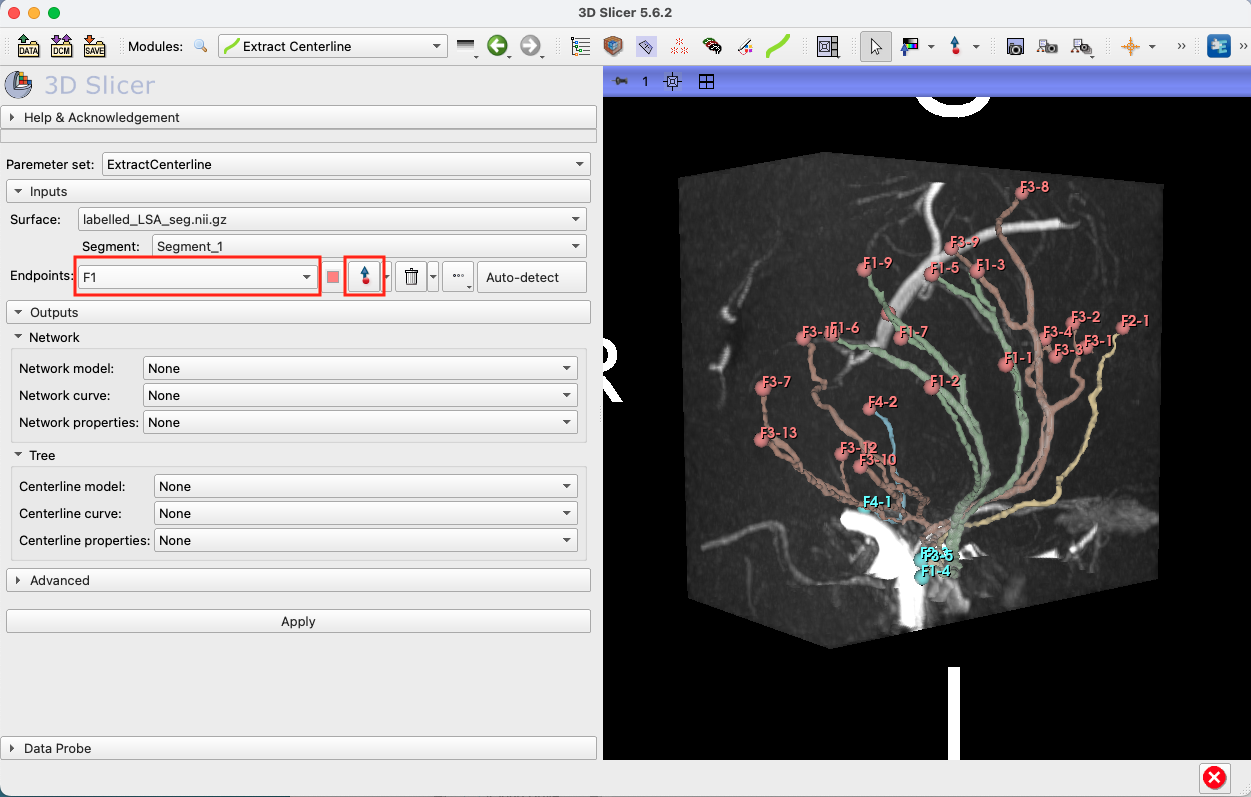 3D Slicer 5.6.2
DATA DCM SAVE Modules: Extract Centerline
3D Slicer
1
Help & Acknowledgement
Paremeter set: ExtractCenterline
Inputs
Surface: labelled_LSA_seg.nii.gz
Segment: Segment_1
Endpoints: F1 Auto-detect
Outputs
Network
Network model: None
Network curve: None
Network properties: None
Tree
Centerline model: None
Centerline curve: None
Centerline properties: None
Advanced
Apply
Data Probe
F3-8
F3-9
F1-9
F1-5
F1-3
F1-6
F1-7
F3-2
F2-1
F3-4
F3-1
F3-3
F1-1
F3-7
F1-2
F4-2
F3-13
F3-12
F3-10
F4-1
F1-4
R